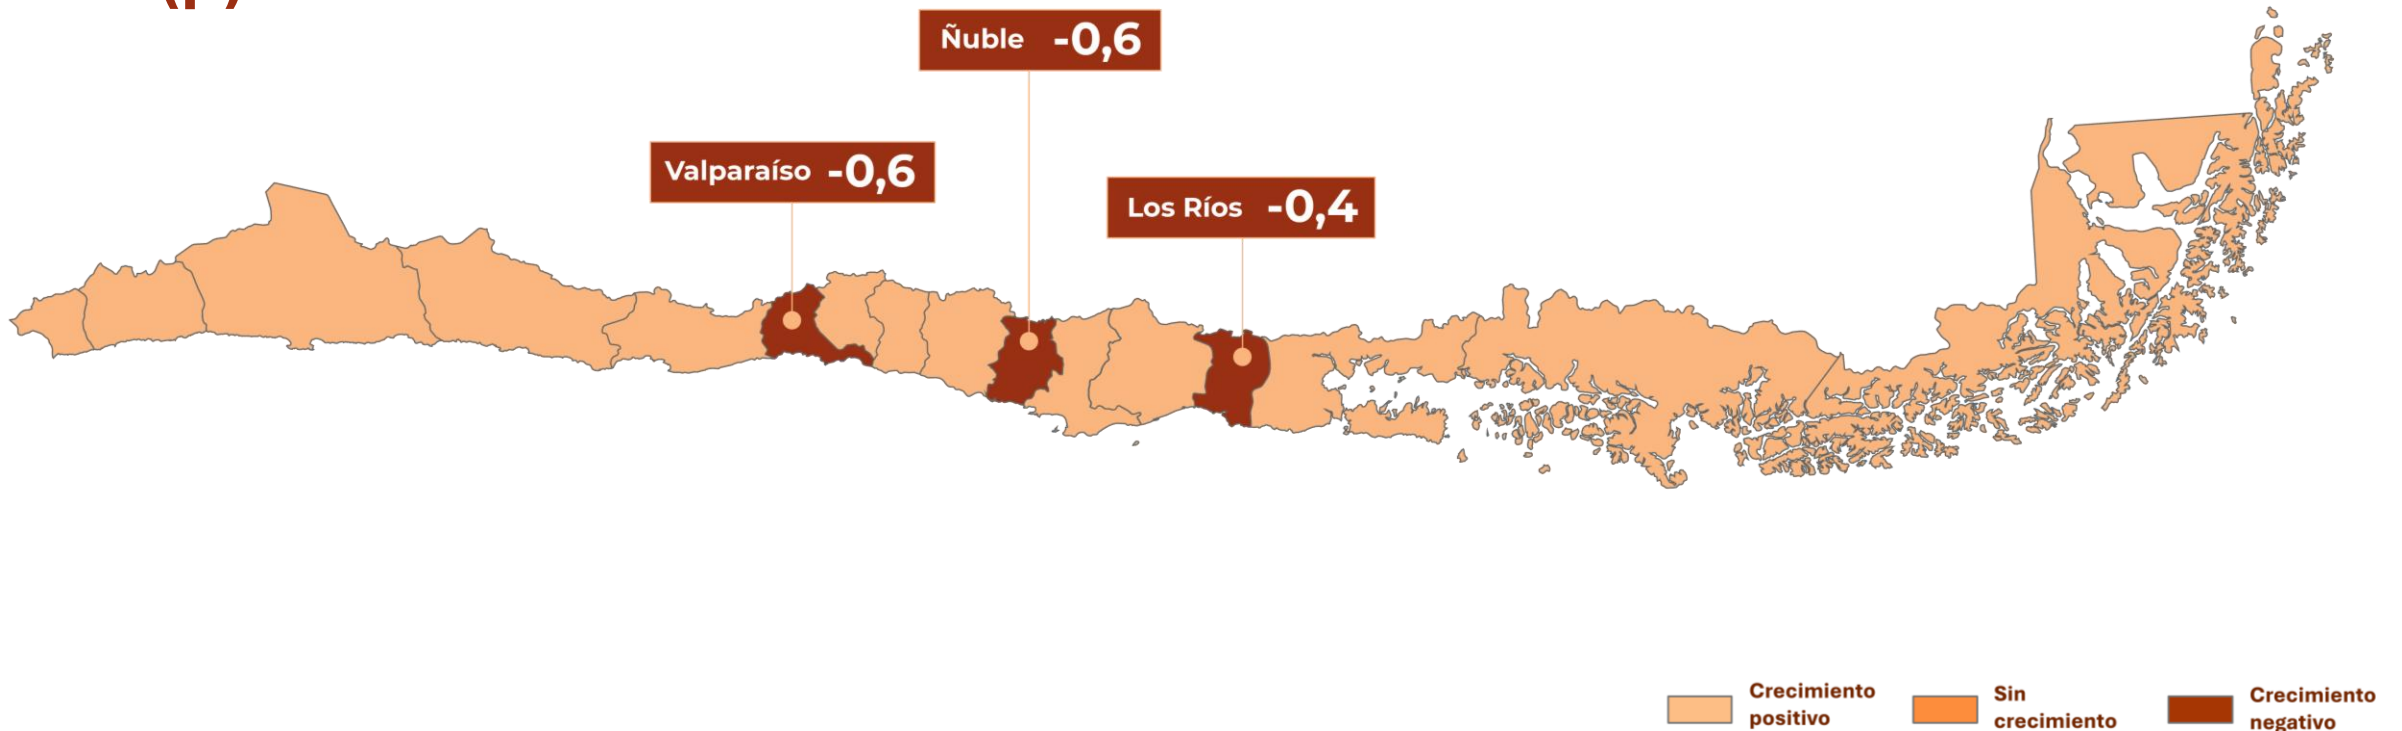 (p)
Ñuble -0,6
Valparaíso -0,6
Los Ríos -0,4
Crecimiento
positivo
Sin
crecimiento
Crecimiento
negativo